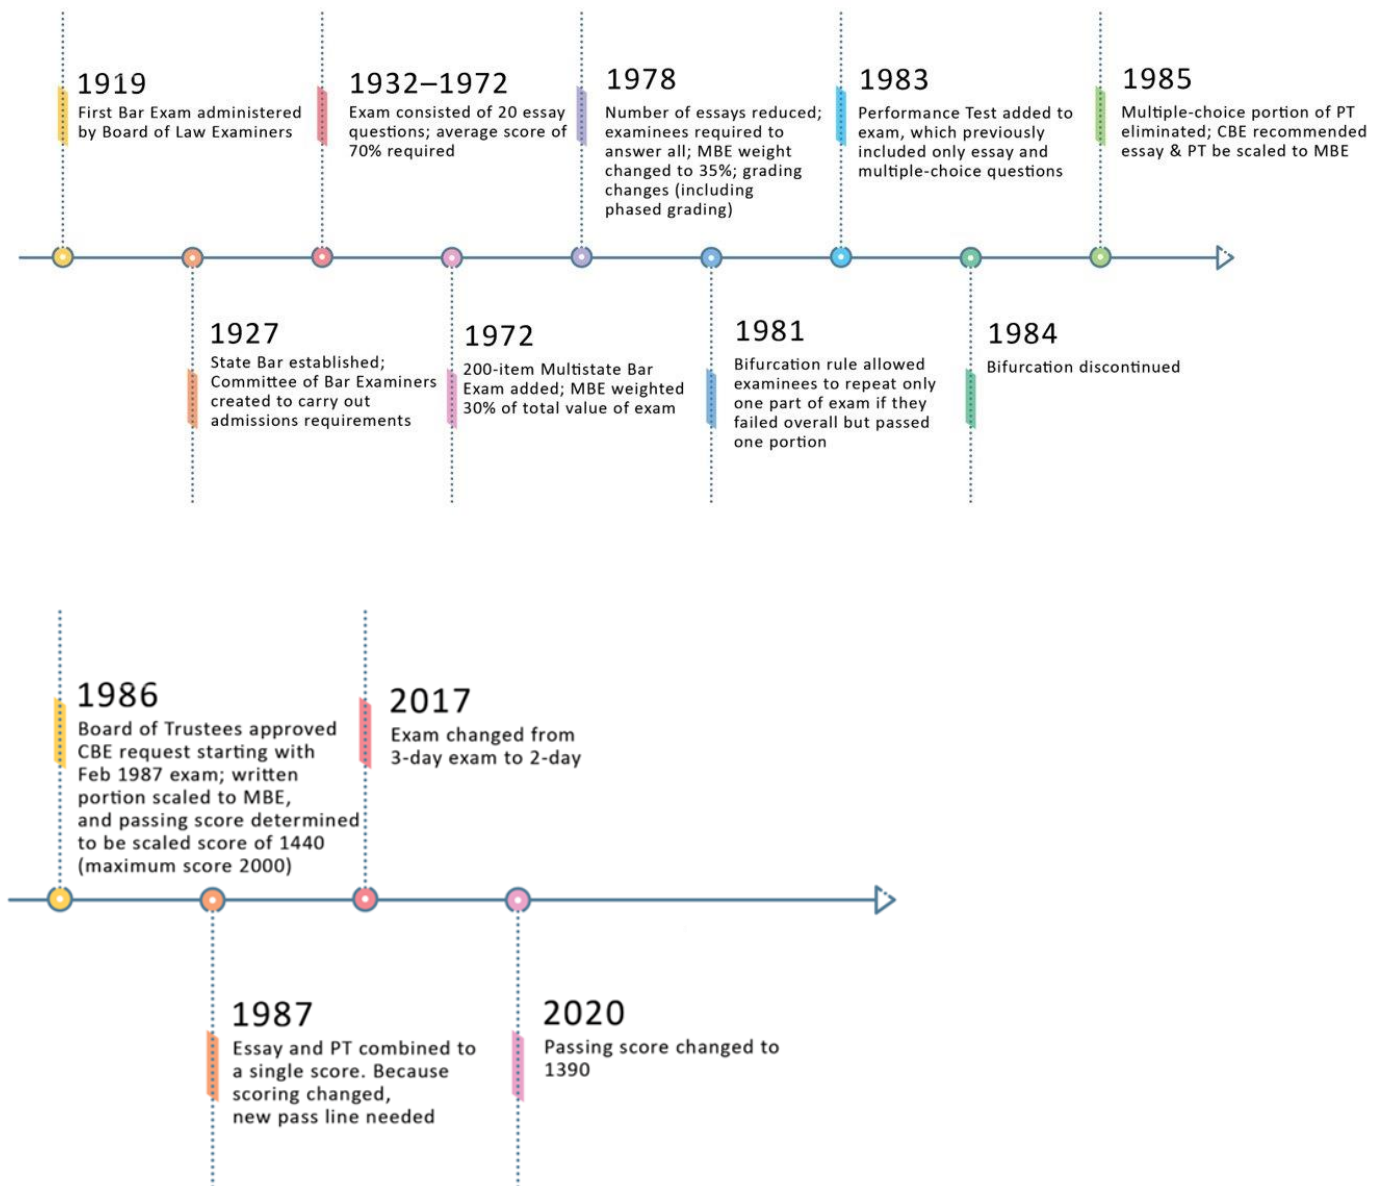 1919
First Bar Exam administered
by Board of Law Examiners
1932–1972
Exam consisted of 20 essay
questions; average score of
70% required
1978
Number of essays reduced;
examinees required to
answer all; MBE weight
changed to 35%; grading
changes (including
phased grading)
1983
Performance Test added to
exam, which previously
included only essay and
multiple-choice questions
1985
Multiple-choice portion of PT
eliminated; CBE recommended
essay & PT be scaled to MBE
1927
State Bar established;
Committee of Bar Examiners
created to carry out
admissions requirements
1972
200-item Multistate Bar
Exam added; MBE weighted
30% of total value of exam
1981
Bifurcation rule allowed
examinees to repeat only
one part of exam if they
failed overall but passed
one portion
1984
Bifurcation discontinued
1986
Board of Trustees approved
CBE request starting with
Feb 1987 exam; written
portion scaled to MBE,
and passing score determined
to be scaled score of 1440
(maximum score 2000)
2017
Exam changed from
3-day exam to 2-day
1987
Essay and PT combined to
a single score. Because
scoring changed,
new pass line needed
2020
Passing score changed to
1390